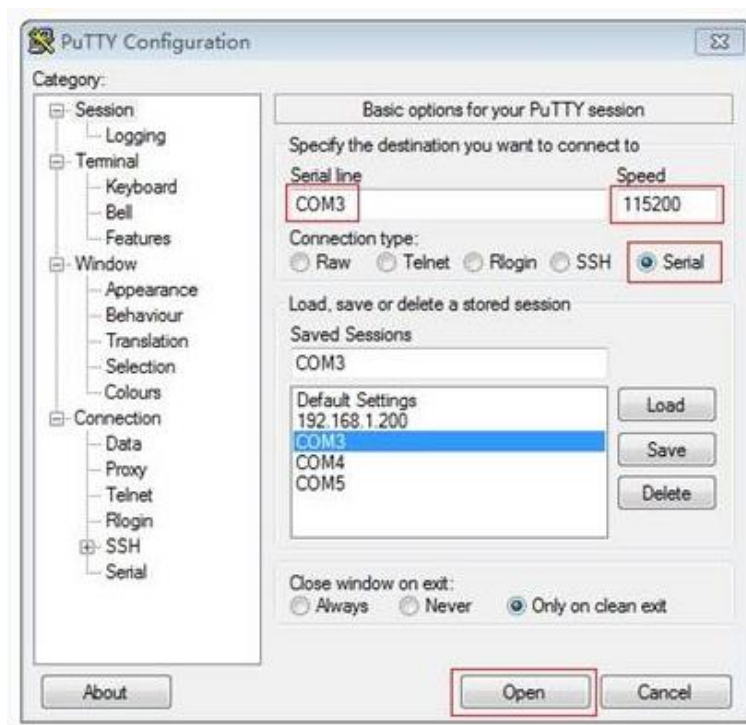 PuTTY Configuration
Category:
Session
Logging
Terminal
Keyboard
Bell
Features
Window
Appearance
Behaviour
Translation
Selection
Colours
Connection
Data
Proxy
Telnet
Rlogin
SSH
Serial
Basic options for your PuTTY session
Specify the destination you want to connect to
Serial line Speed
COM3 115200
Connection type:
Raw Telnet Rlogin SSH Serial
Load, save or delete a stored session
Saved Sessions
COM3
Default Settings
192.168.1.200
COM3
COM4
COM5
Load
Save
Delete
Close window on exit:
Always Never Only on clean exit
About Open Cancel